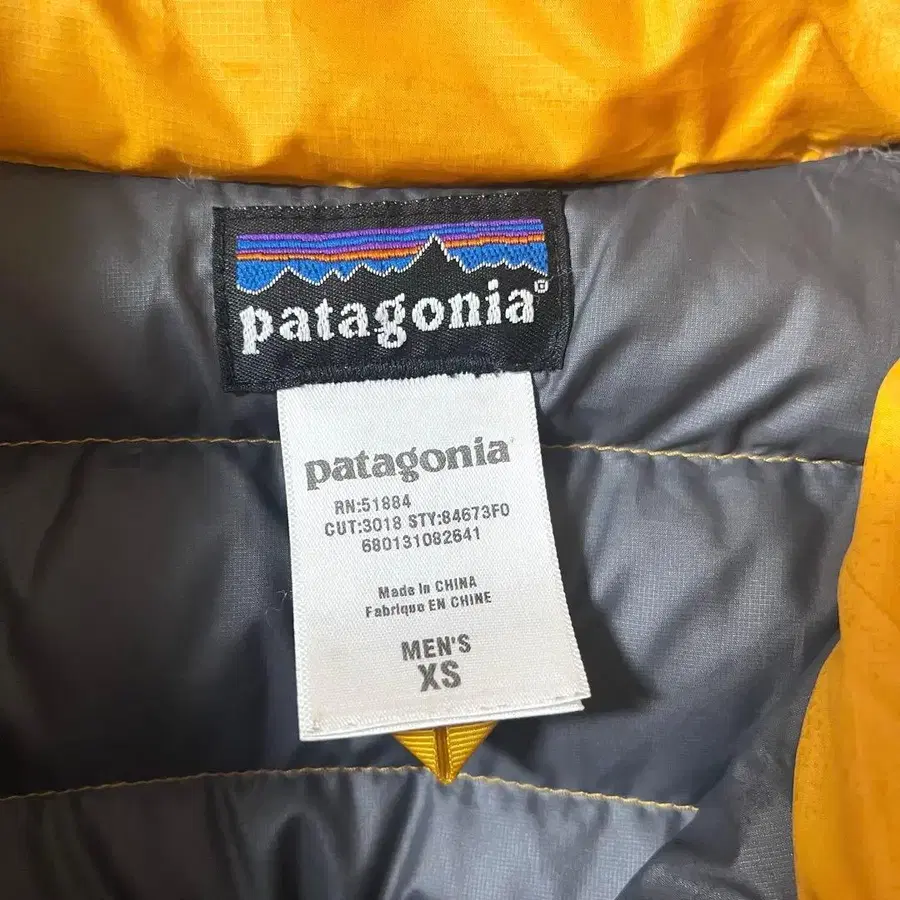 patagonia®
patagonia
RN:51884
CUT:3018 STY:84673F0
680131082641
Made in CHINA
Fabriqué EN CHINE
MEN'S
XS